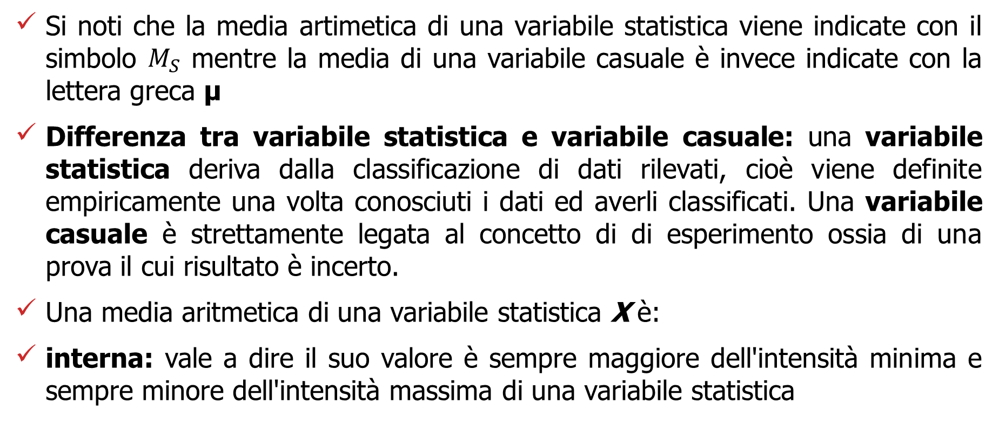 ✓ Si noti che la media artimetica di una variabile statistica viene indicate con il
simbolo M_S mentre la media di una variabile casuale è invece indicate con la
lettera greca μ
✓ Differenza tra variabile statistica e variabile casuale: una variabile
statistica deriva dalla classificazione di dati rilevati, cioè viene definite
empiricamente una volta conosciuti i dati ed averli classificati. Una variabile
casuale è strettamente legata al concetto di di esperimento ossia di una
prova il cui risultato è incerto.
✓ Una media aritmetica di una variabile statistica X è:
✓ interna: vale a dire il suo valore è sempre maggiore dell'intensità minima e
sempre minore dell'intensità massima di una variabile statistica